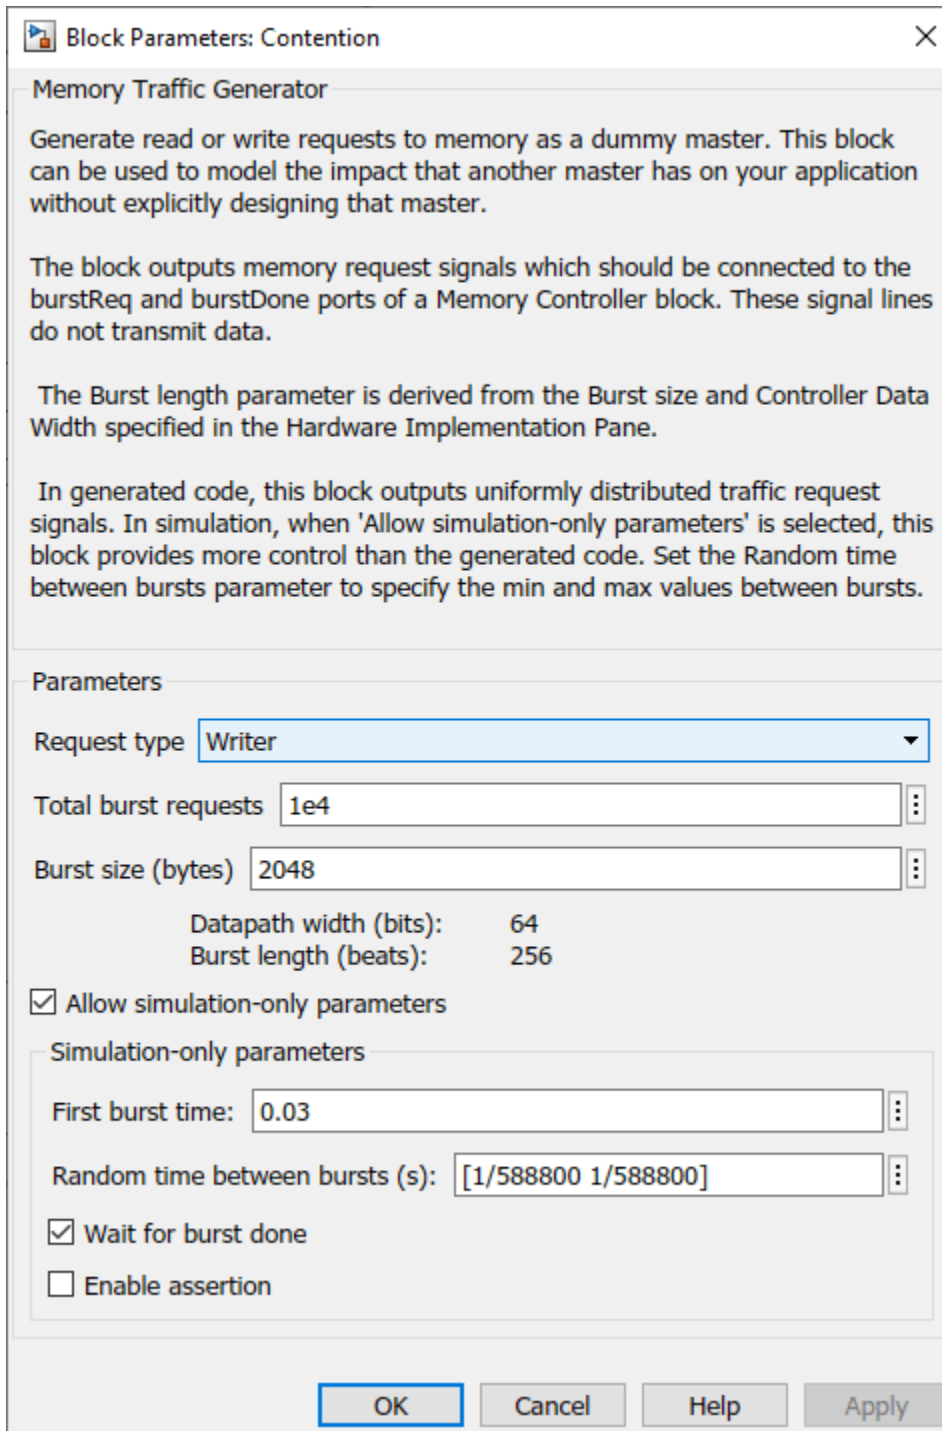 Block Parameters: Contention
Memory Traffic Generator
Generate read or write requests to memory as a dummy master. This block
can be used to model the impact that another master has on your application
without explicitly designing that master.
The block outputs memory request signals which should be connected to the
burstReq and burstDone ports of a Memory Controller block. These signal lines
do not transmit data.
The Burst length parameter is derived from the Burst size and Controller Data
Width specified in the Hardware Implementation Pane.
In generated code, this block outputs uniformly distributed traffic request
signals. In simulation, when 'Allow simulation-only parameters' is selected, this
block provides more control than the generated code. Set the Random time
between bursts parameter to specify the min and max values between bursts.
Parameters
Request type Writer
Total burst requests 1e4
Burst size (bytes) 2048
Datapath width (bits): 64
Burst length (beats): 256
Allow simulation-only parameters
Simulation-only parameters
First burst time: 0.03
Random time between bursts (s): [1/588800 1/588800]
Wait for burst done
Enable assertion
OK Cancel Help Apply